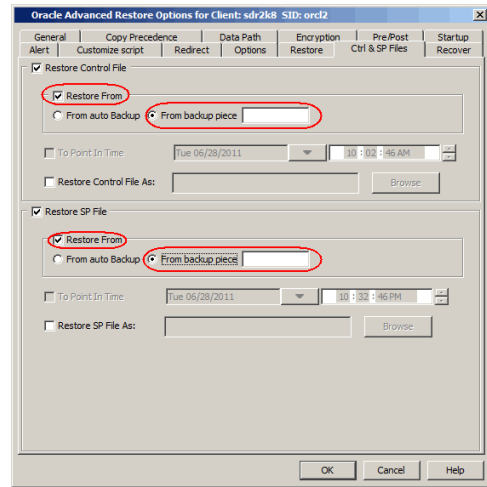 Oracle Advanced Restore Options for Client: sdr2k8 SID: orcl2
General Copy Precedence Data Path Encryption Pre/Post Startup
Alert Customize script Redirect Options Restore Ctrl & SP Files Recover
Restore Control File
Restore From
From auto Backup From backup piece
To Point In Time Tue 06/28/2011 10 : 02 : 46 AM
Restore Control File As: Browse
Restore SP File
Restore From
From auto Backup From backup piece
To Point In Time Tue 06/28/2011 10 : 32 : 46 PM
Restore SP File As: Browse
OK Cancel Help